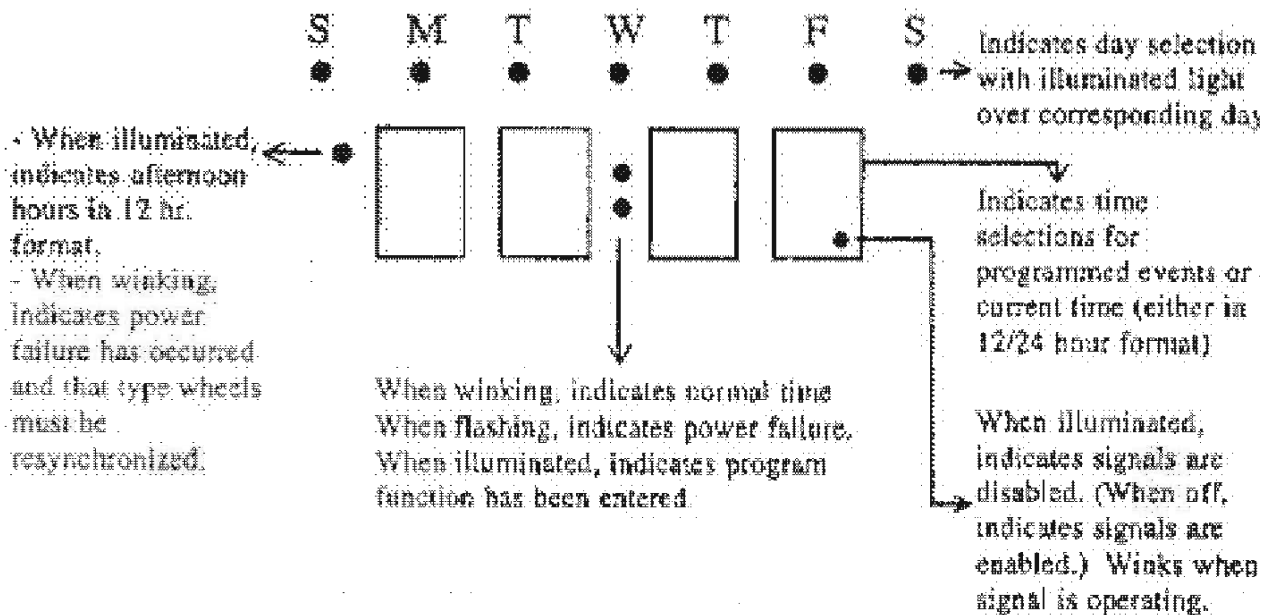 S M T W T F S
Indicates day selection
with illuminated light
over corresponding day
- When illuminated,
indicates afternoon
hours in 12 hr.
format.
- When winking,
indicates power
failure has occurred
and that type wheels
must be
resynchronized.
Indicates time
selections for
programmed events or
current time (either in
12/24 hour format)
When winking, indicates normal time
When flashing, indicates power failure.
When illuminated, indicates program
function has been entered
When illuminated,
indicates signals are
disabled. (When off,
indicates signals are
enabled.) Winks when
signal is operating.